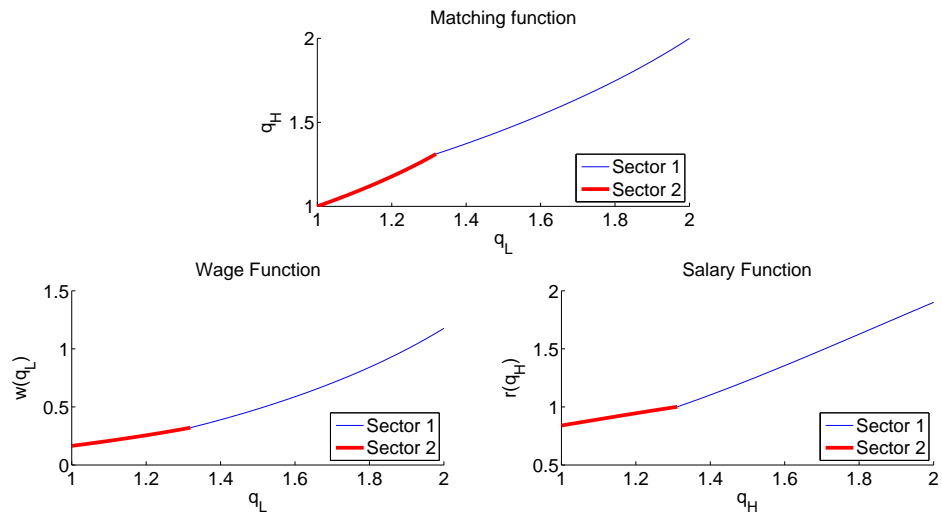 Matching function
2
1.5
1
q_H
1 1.2 1.4 1.6 1.8 2
q_L
Sector 1
Sector 2
Wage Function
1.5
1
0.5
0
w(q_L)
1 1.2 1.4 1.6 1.8 2
q_L
Sector 1
Sector 2
Salary Function
2
1.5
1
0.5
r(q_H)
1 1.2 1.4 1.6 1.8 2
q_H
Sector 1
Sector 2